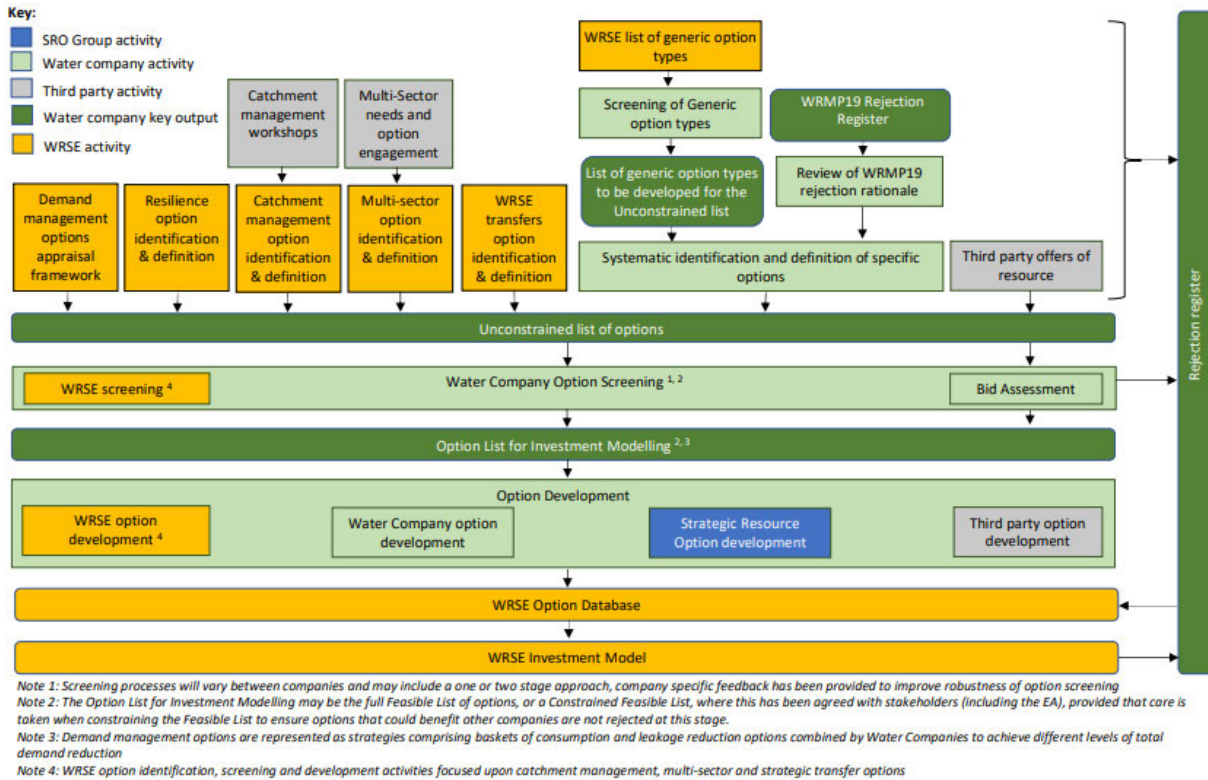 Key:
SRO Group activity
Water company activity
Third party activity
Water company key output
WRSE activity
Catchment
management
workshops
Multi-Sector
needs and
option
engagement
WRSE list of generic option
types
Screening of Generic
option types
List of generic option types
to be developed for the
Unconstrained list
WRMP19 Rejection
Register
Review of WRMP19
rejection rationale
Demand
management
options
appraisal
framework
Resilience
option
identification
& definition
Catchment
management
option
identification
& definition
Multi-sector
option
identification
& definition
WRSE
transfers
option
identification
& definition
Systematic identification and definition of specific
options
Third party offers of
resource
Unconstrained list of options
WRSE screening 4
Water Company Option Screening 1, 2
Bid Assessment
Option List for Investment Modelling 2, 3
Option Development
WRSE option
development 4
Water Company option
development
Strategic Resource
Option development
Third party option
development
WRSE Option Database
WRSE Investment Model
Rejection register
Note 1: Screening processes will vary between companies and may include a one or two stage approach, company specific feedback has been provided to improve robustness of option screening
Note 2: The Option List for Investment Modelling may be the full Feasible List of options, or a Constrained Feasible List, where this has been agreed with stakeholders (including the EA), provided that care is
taken when constraining the Feasible List to ensure options that could benefit other companies are not rejected at this stage.
Note 3: Demand management options are represented as strategies comprising baskets of consumption and leakage reduction options combined by Water Companies to achieve different levels of total
demand reduction
Note 4: WRSE option identification, screening and development activities focused upon catchment management, multi-sector and strategic transfer options